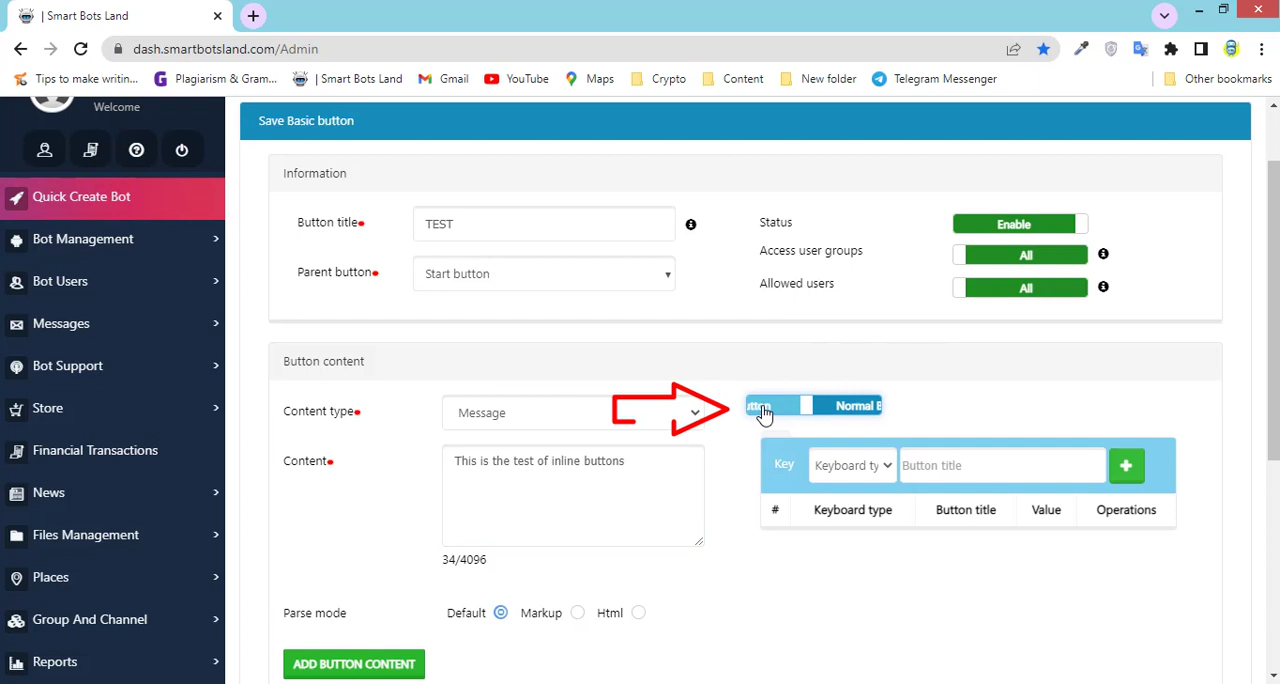 | Smart Bots Land
dash.smartbotsland.com/Admin
Tips to make writin...
Plagiarism & Gram...
| Smart Bots Land
Gmail
YouTube
Maps
Crypto
Content
New folder
Telegram Messenger
Other bookmarks
Welcome
Quick Create Bot
Bot Management
Bot Users
Messages
Bot Support
Store
Financial Transactions
News
Files Management
Places
Group And Channel
Reports
Save Basic button
Information
Button title
TEST
Parent button
Start button
Status
Enable
Access user groups
All
Allowed users
All
Button content
Content type
Message
utton
Normal B
Content
This is the test of inline buttons
34/4096
Key
Keyboard ty
Button title
# Keyboard type Button title Value Operations
Parse mode
Default
Markup
Html
ADD BUTTON CONTENT